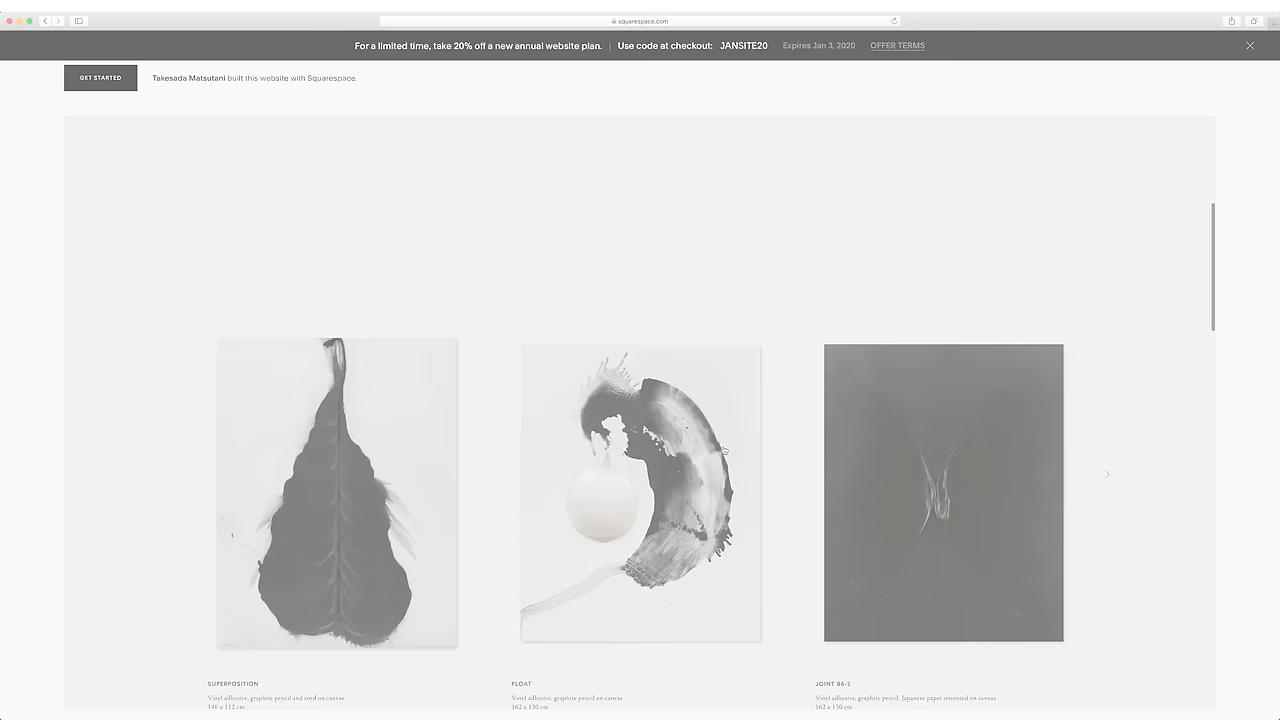 squarespace.com
For a limited time, take 20% off a new annual website plan. | Use code at checkout: JANSITE20 Expires Jan 3, 2020 OFFER TERMS
GET STARTED Takesada Matsutani built this website with Squarespace.
SUPERPOSITION
Vinyl adhesive, graphite pencil and cord on canvas
146 x 112 cm
FLOAT
Vinyl adhesive, graphite pencil on canvas
162 x 130 cm
JOINT 86-2
Vinyl adhesive, graphite pencil, Japanese paper mounted on canvas
162 x 130 cm